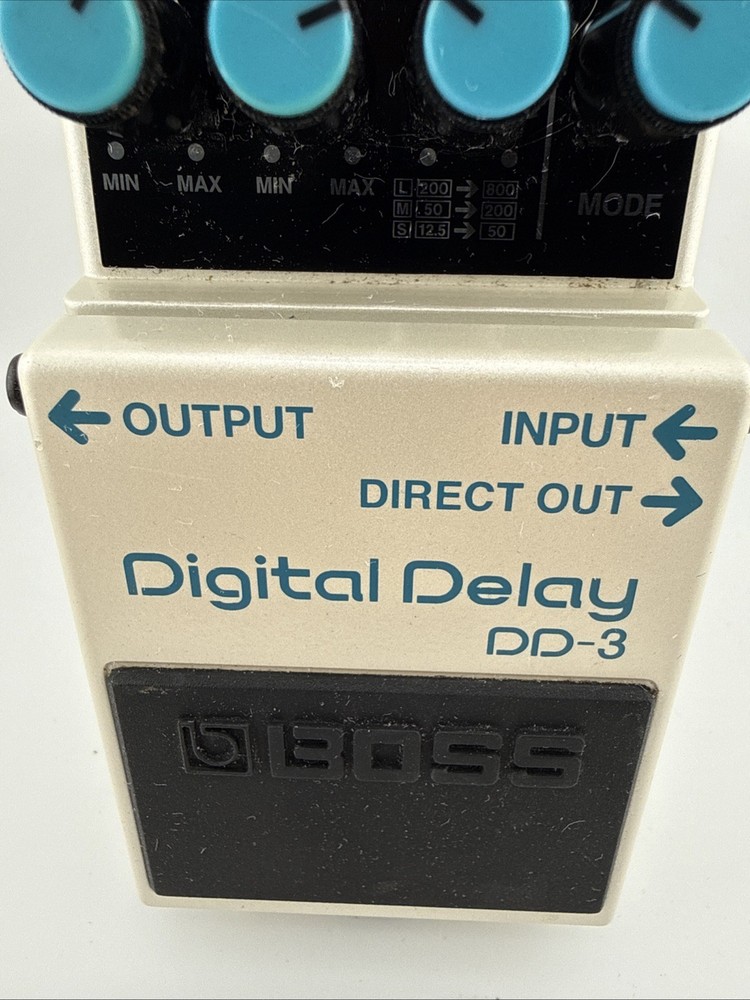 MIN MAX MIN MAX
L 200 → 800
M 50 → 200
S 12.5 → 50
MODE
← OUTPUT
INPUT ←
DIRECT OUT →
Digital Delay
DD-3
b BOSS